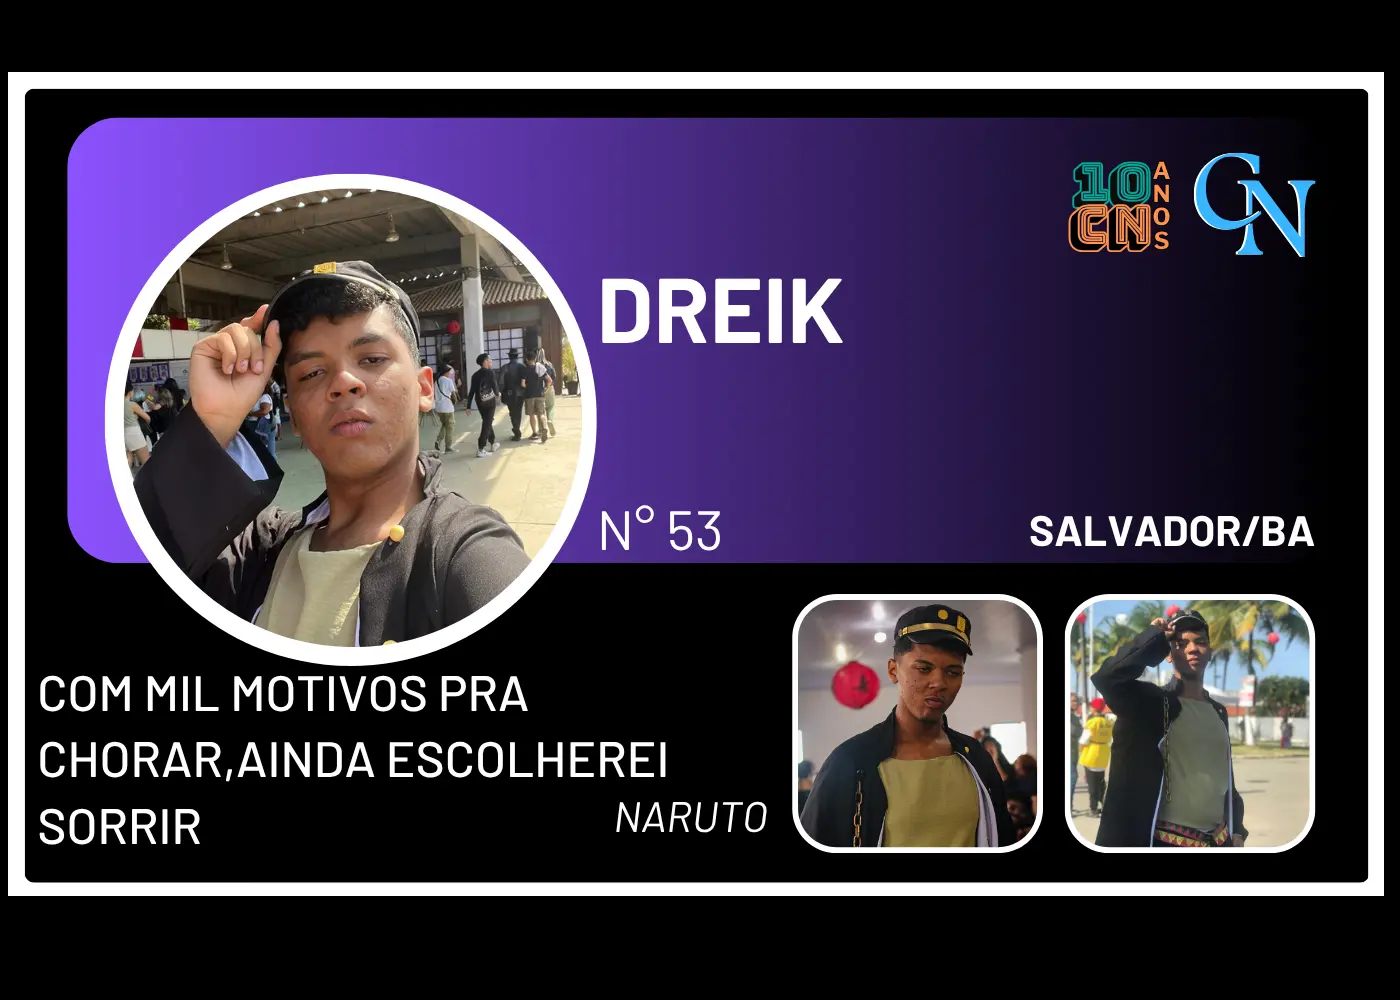 10
CN
ANOS
CN
DREIK
N° 53
SALVADOR/BA
COM MIL MOTIVOS PRA
CHORAR,AINDA ESCOLHEREI
SORRIR
NARUTO